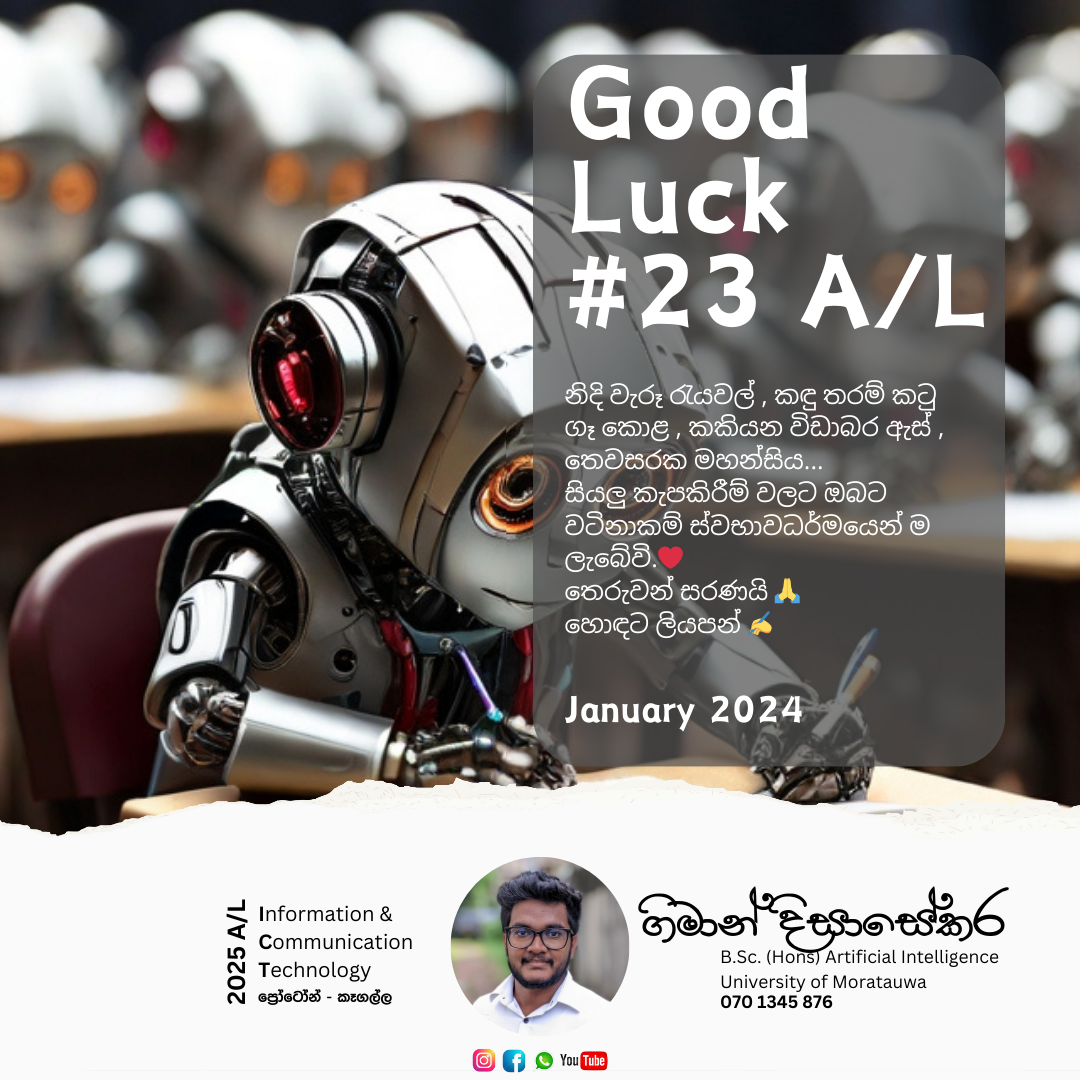 Good
Luck
#23 A/L
නිදි වැරූ රැයවල් , කඳු තරම් කටු
ගෑ කොළ , කකියන විඩාබර ඇස් ,
තෙවසරක මහන්සිය...
සියලු කැපකිරීම් වලට ඔබට
වටිනාකම් ස්වභාවධර්මයෙන් ම
ලැබේවි.❤️
තෙරුවන් සරණයි 🙏
හොඳට ලියපන් ✍️
January 2024
2025 A/L
Information &
Communication
Technology
ප්‍රෝටෝන් - කෑගල්ල
ගිමාන් දිසාසේකර
B.Sc. (Hons) Artificial Intelligence
University of Moratauwa
070 1345 876
You Tube